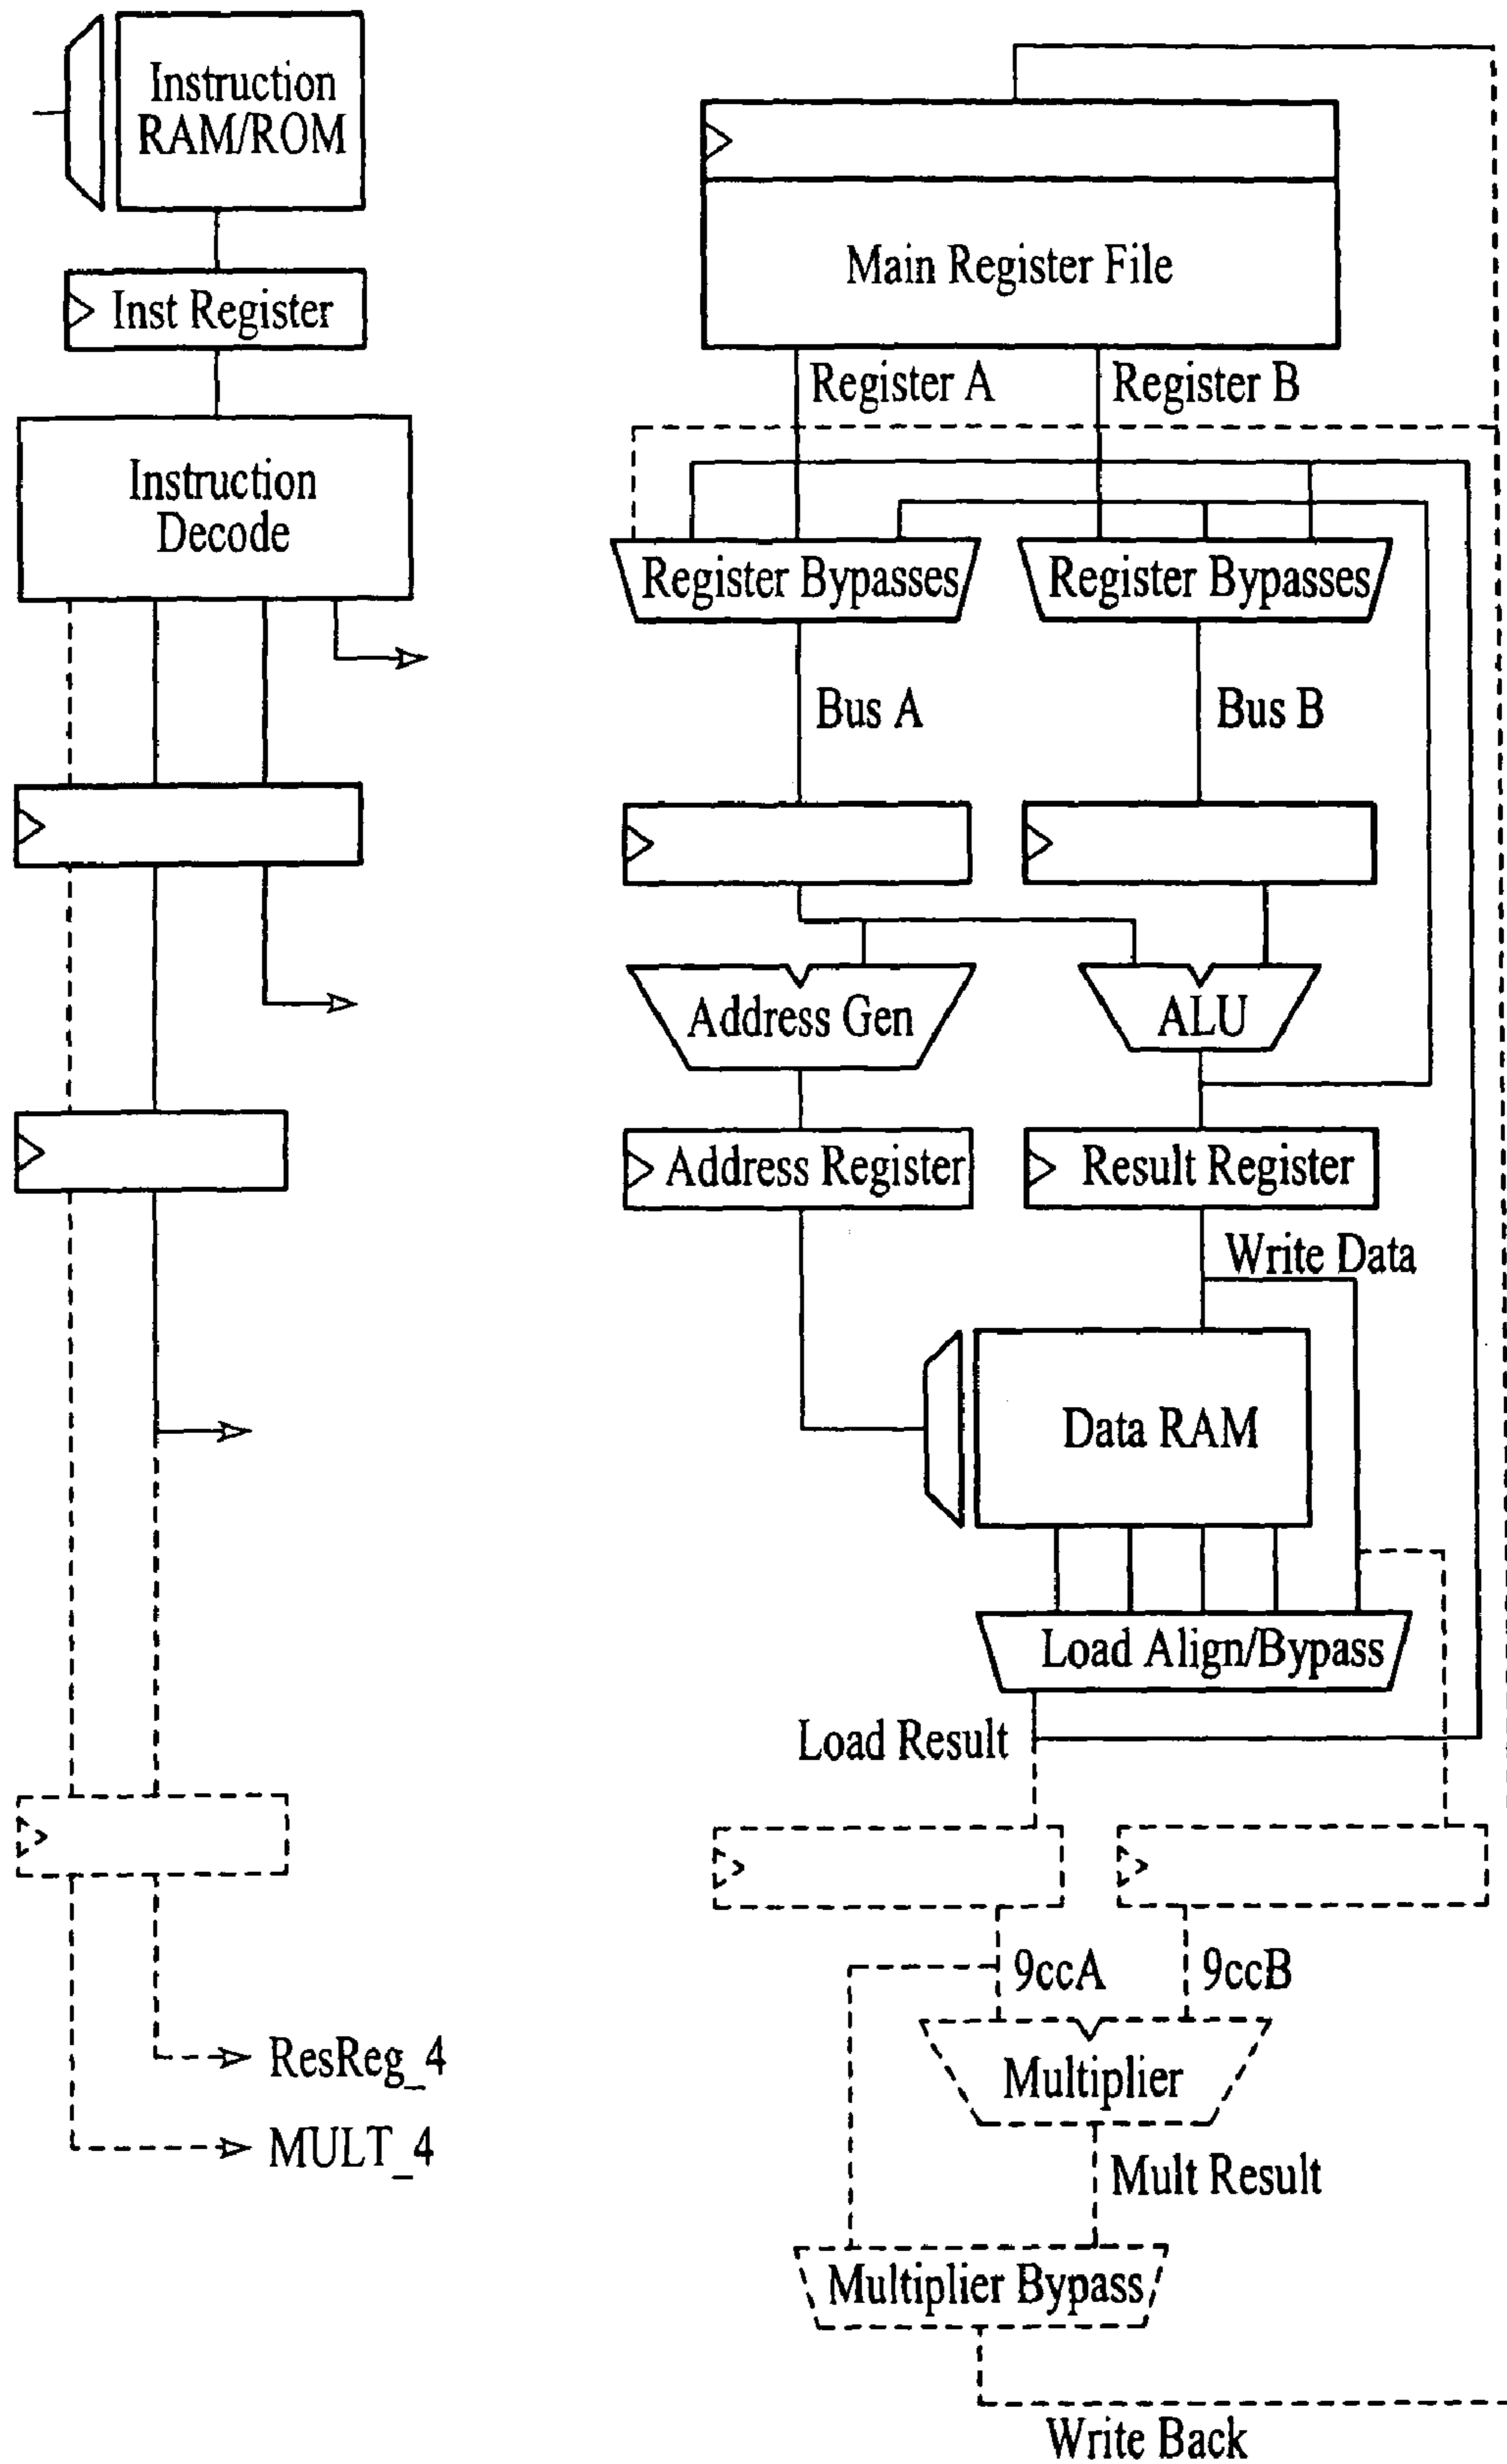 Instruction
RAM/ROM
Inst Register
Instruction
Decode
ResReg_4
MULT_4
Main Register File
Register A
Register B
Register Bypasses
Register Bypasses
Bus A
Bus B
Address Gen
ALU
Address Register
Result Register
Write Data
Data RAM
Load Align/Bypass
Load Result
9ccA
9ccB
Multiplier
Mult Result
Multiplier Bypass
Write Back